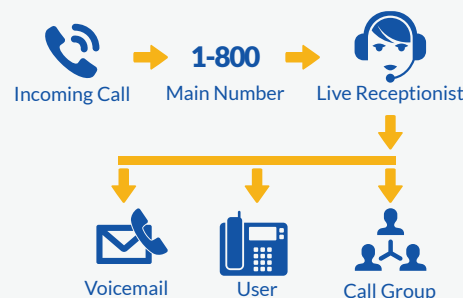 1-800
Incoming Call
Main Number
Live Receptionist
Voicemail
User
Call Group